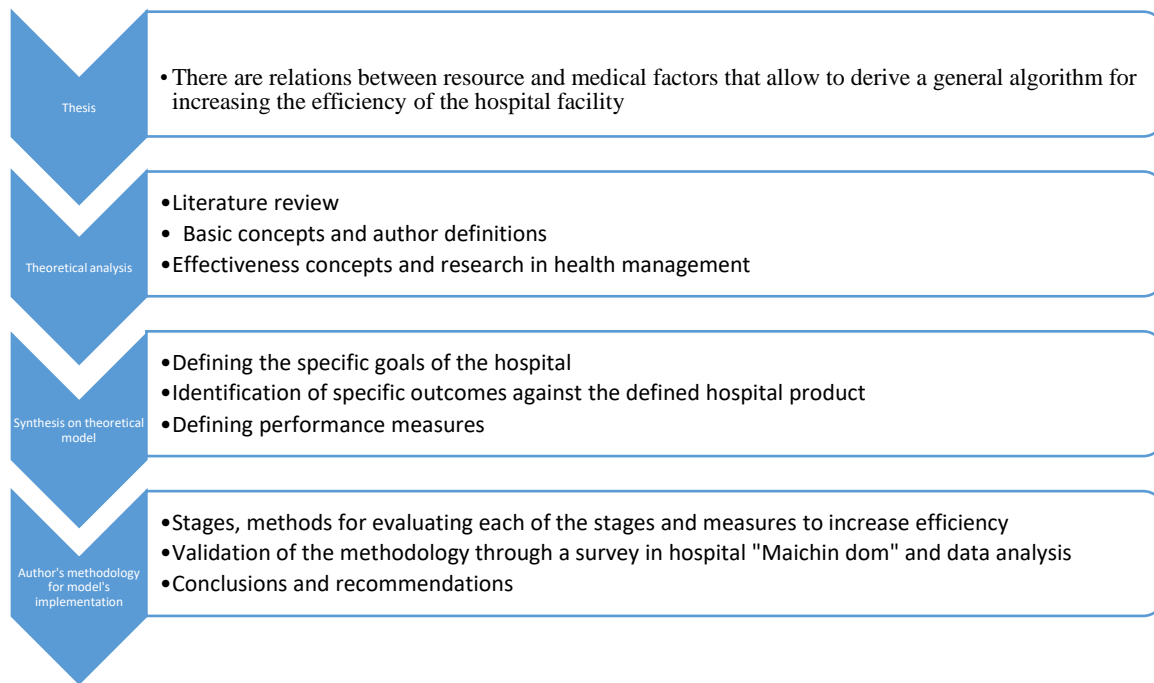 Thesis
• There are relations between resource and medical factors that allow to derive a general algorithm for
increasing the efficiency of the hospital facility
Theoretical analysis
•Literature review
• Basic concepts and author definitions
•Effectiveness concepts and research in health management
Synthesis on theoretical
model
•Defining the specific goals of the hospital
•Identification of specific outcomes against the defined hospital product
•Defining performance measures
Author's methodology
for model's
implementation
•Stages, methods for evaluating each of the stages and measures to increase efficiency
•Validation of the methodology through a survey in hospital "Maichin dom" and data analysis
•Conclusions and recommendations